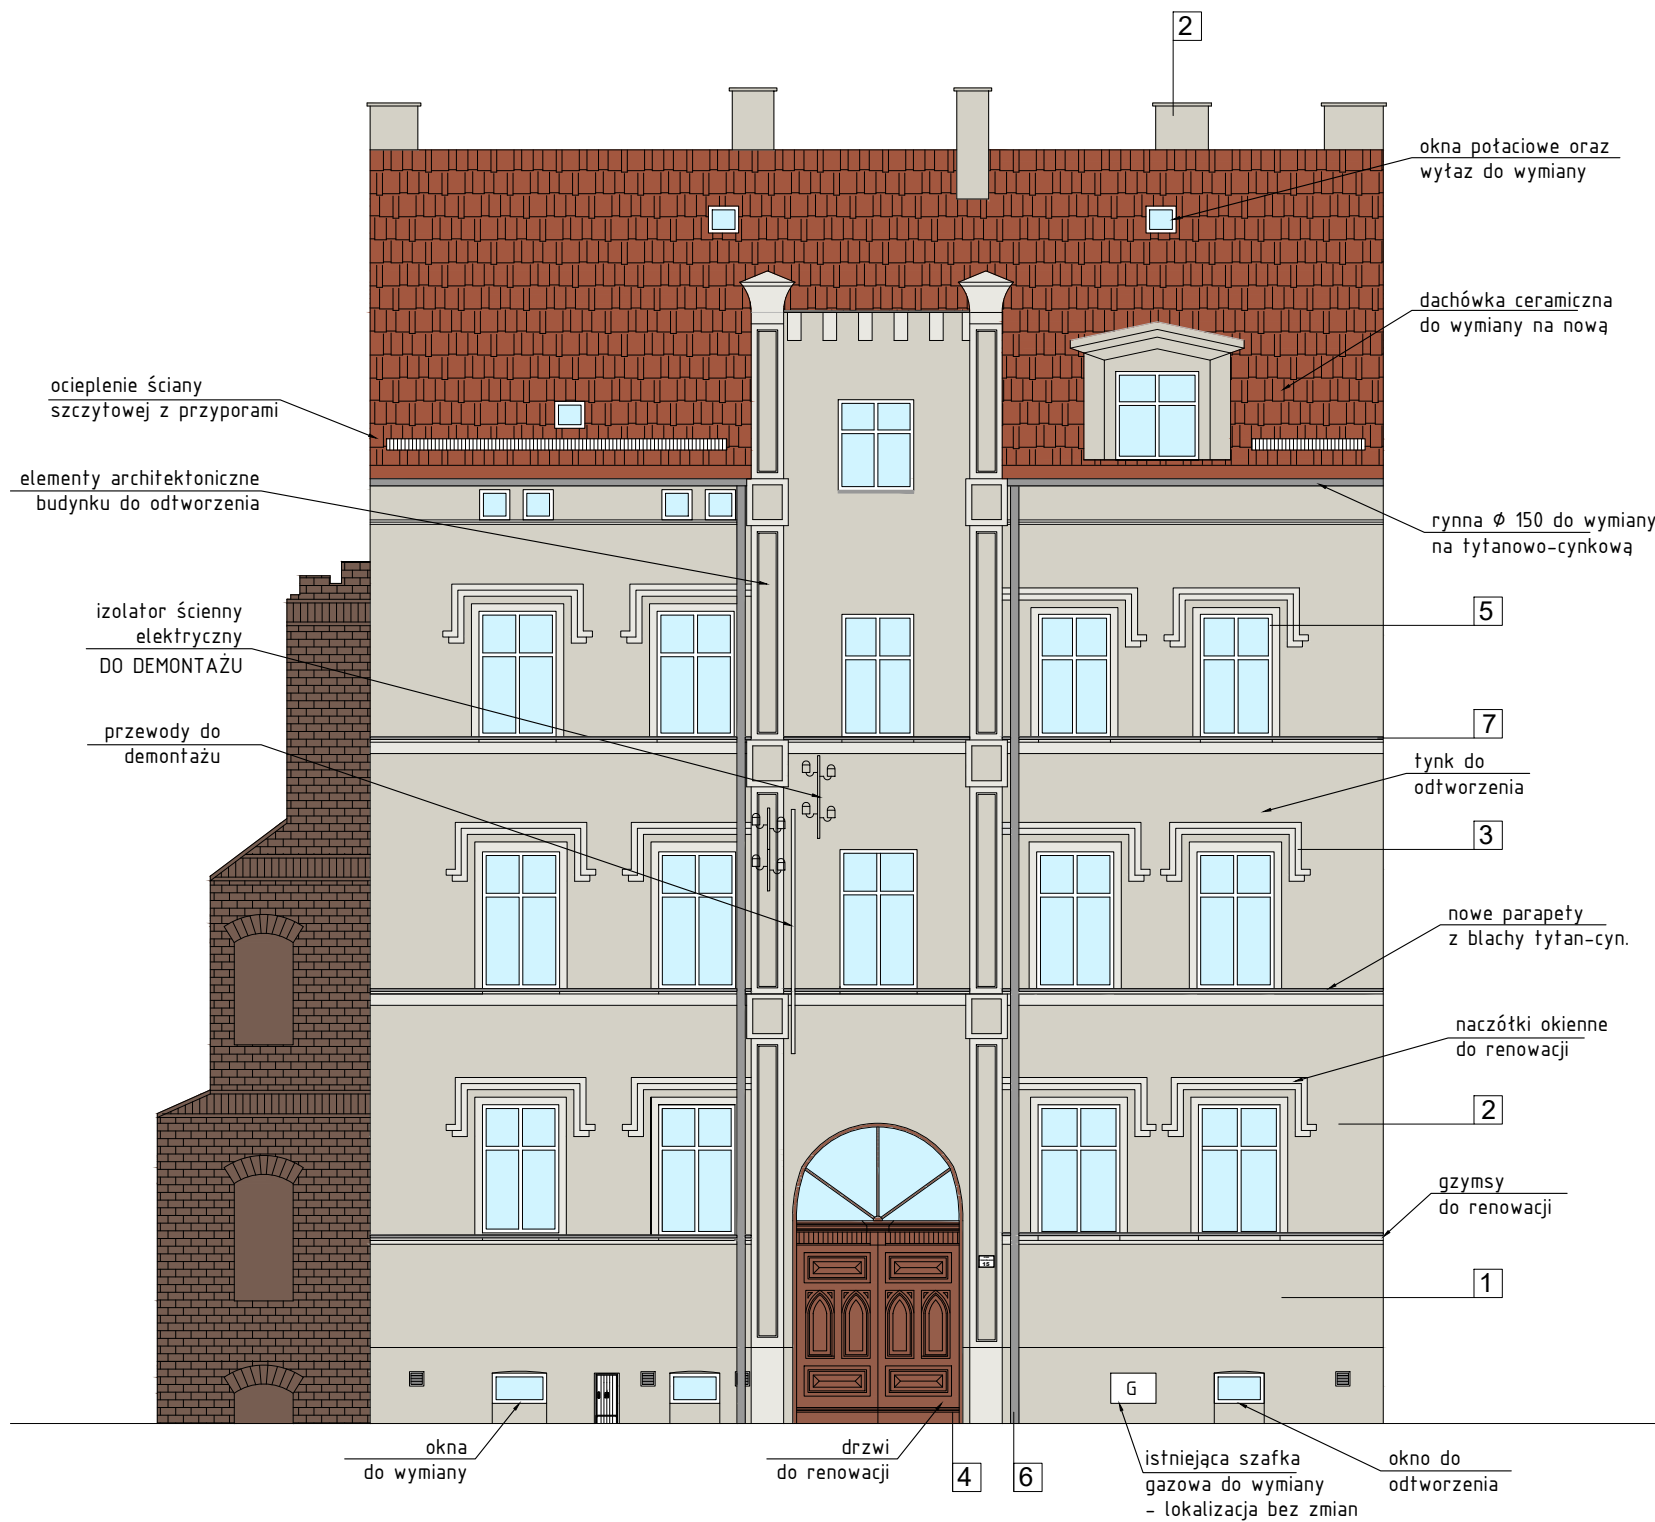 2
okna połaciowe oraz
wyłaz do wymiany
dachówka ceramiczna
do wymiany na nową
ocieplenie ściany
szczytowej z przyporami
elementy architektoniczne
budynku do odtworzenia
rynna Φ 150 do wymiany
na tytanowo-cynkową
izolator ścienny
elektryczny
DO DEMONTAŻU
5
przewody do
demontażu
7
tynk do
odtworzenia
3
nowe parapety
z blachy tytan-cyn.
naczółki okienne
do renowacji
2
gzymsy
do renowacji
15
1
G
okna
do wymiany
drzwi
do renowacji
4
6
istniejąca szafka
gazowa do wymiany
- lokalizacja bez zmian
okno do
odtworzenia